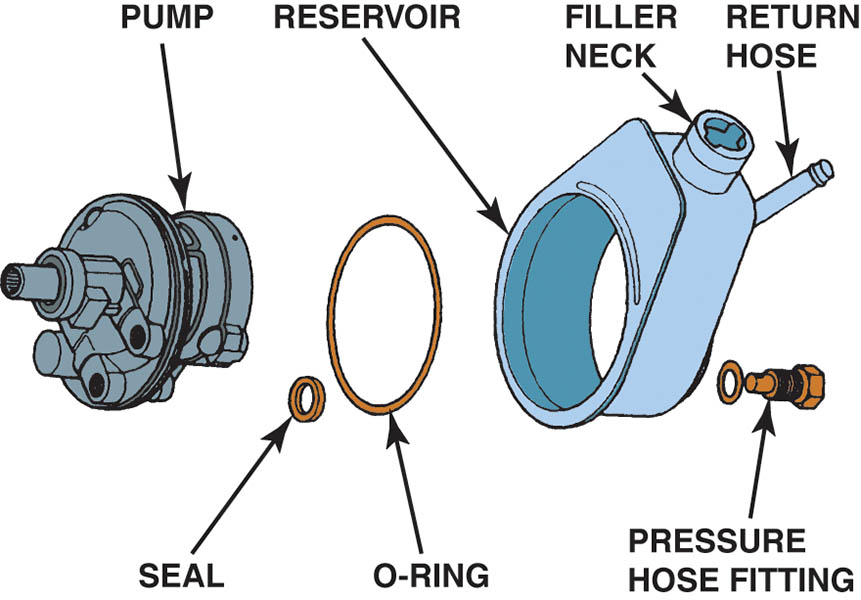 PUMP
RESERVOIR
FILLER
NECK
RETURN
HOSE
SEAL
O-RING
PRESSURE
HOSE FITTING